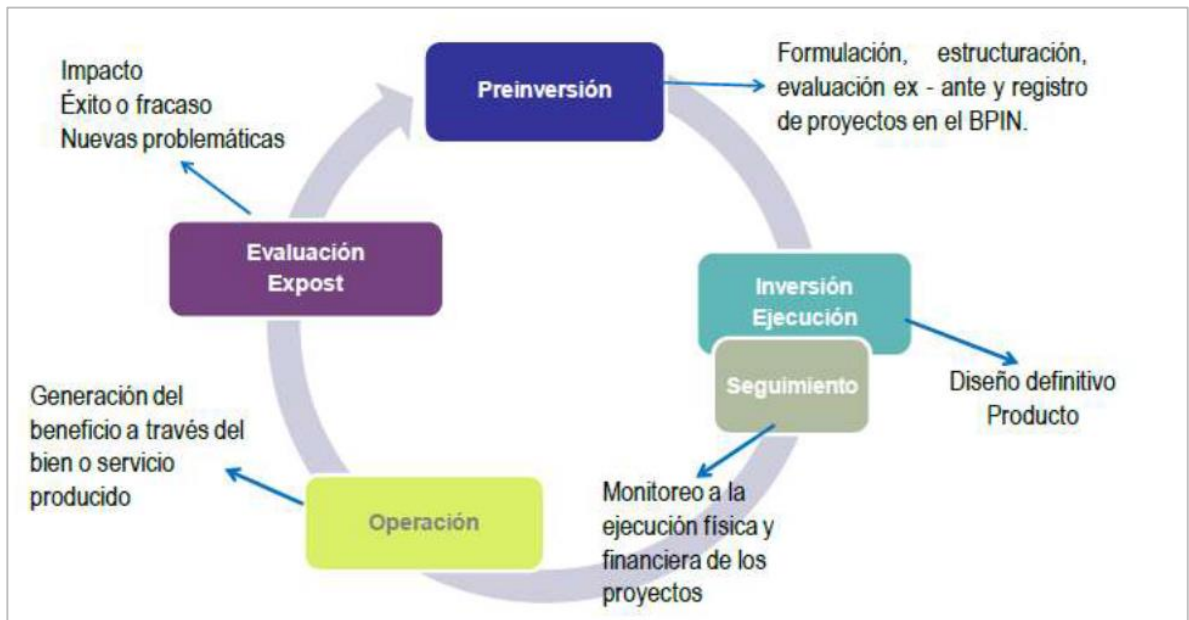 Preinversión
Formulación, estructuración,
evaluación ex - ante y registro
de proyectos en el BPIN.
Inversión
Ejecución
Diseño definitivo
Producto
Seguimiento
Monitoreo a la
ejecución física y
financiera de los
proyectos
Operación
Generación del
beneficio a través del
bien o servicio
producido
Evaluación
Expost
Impacto
Éxito o fracaso
Nuevas problemáticas